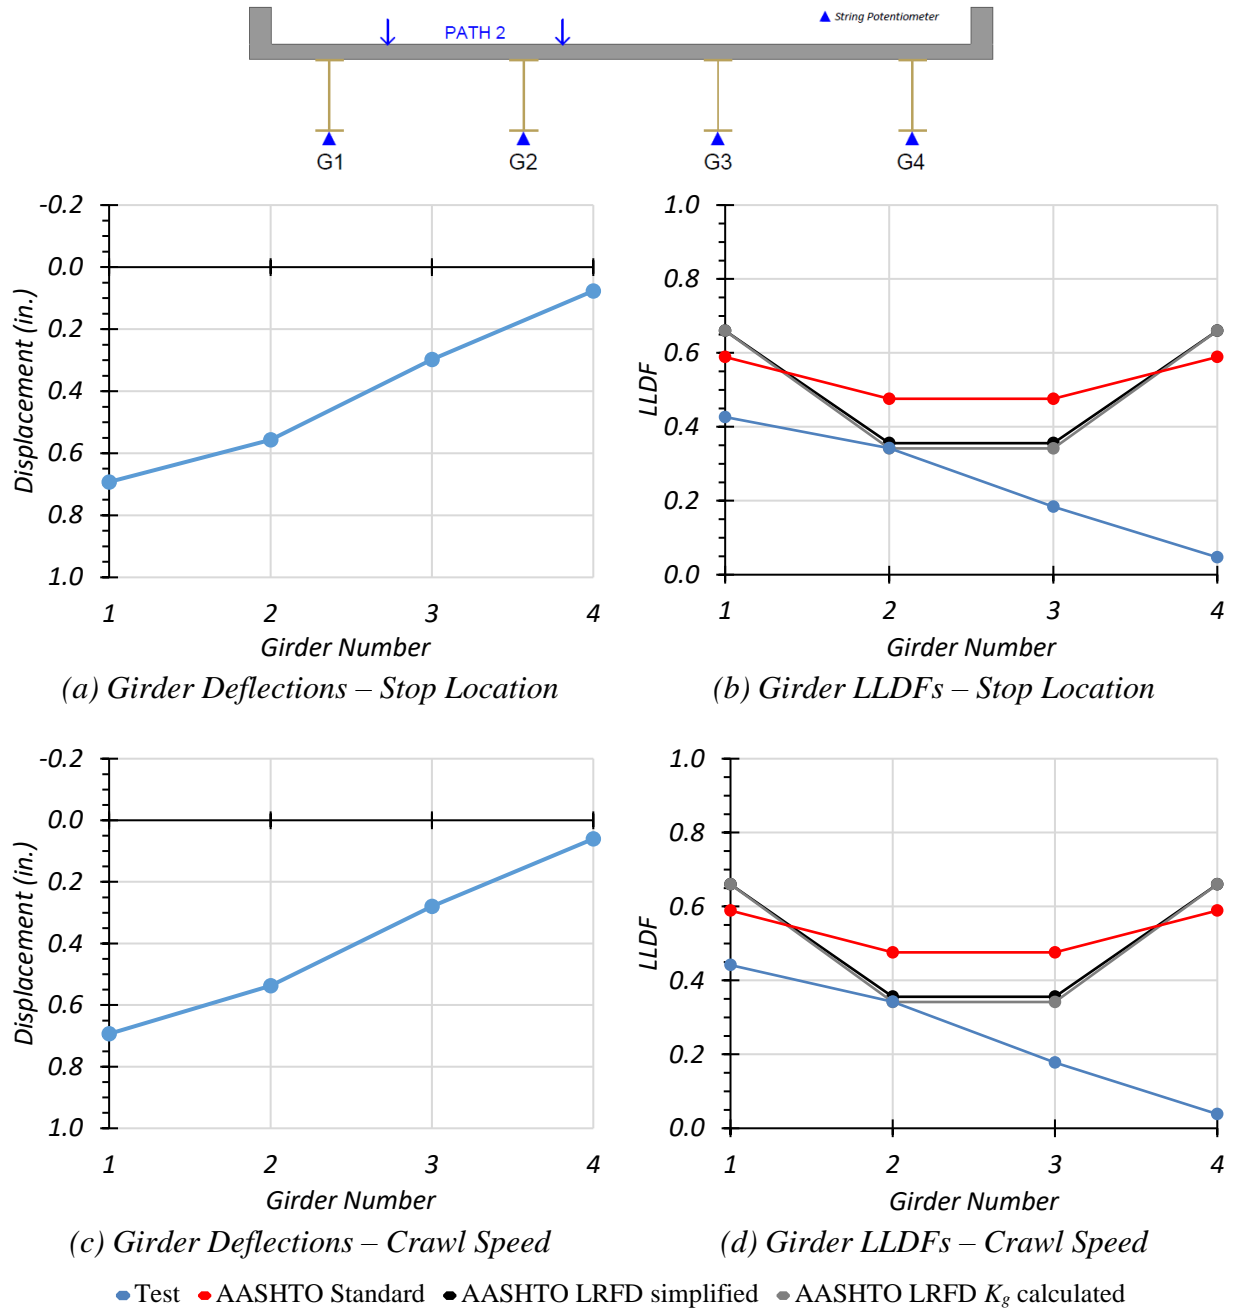 PATH 2
String Potentiometer
G1 G2 G3 G4
-0.2
0.0
0.2
0.4
0.6
0.8
1.0
Displacement (in.)
1 2 3 4
Girder Number
(a) Girder Deflections – Stop Location
1.0
0.8
0.6
0.4
0.2
0.0
LLDF
1 2 3 4
Girder Number
(b) Girder LLDFs – Stop Location
-0.2
0.0
0.2
0.4
0.6
0.8
1.0
Displacement (in.)
1 2 3 4
Girder Number
(c) Girder Deflections – Crawl Speed
1.0
0.8
0.6
0.4
0.2
0.0
LLDF
1 2 3 4
Girder Number
(d) Girder LLDFs – Crawl Speed
Test AASHTO Standard AASHTO LRFD simplified AASHTO LRFD Kg calculated